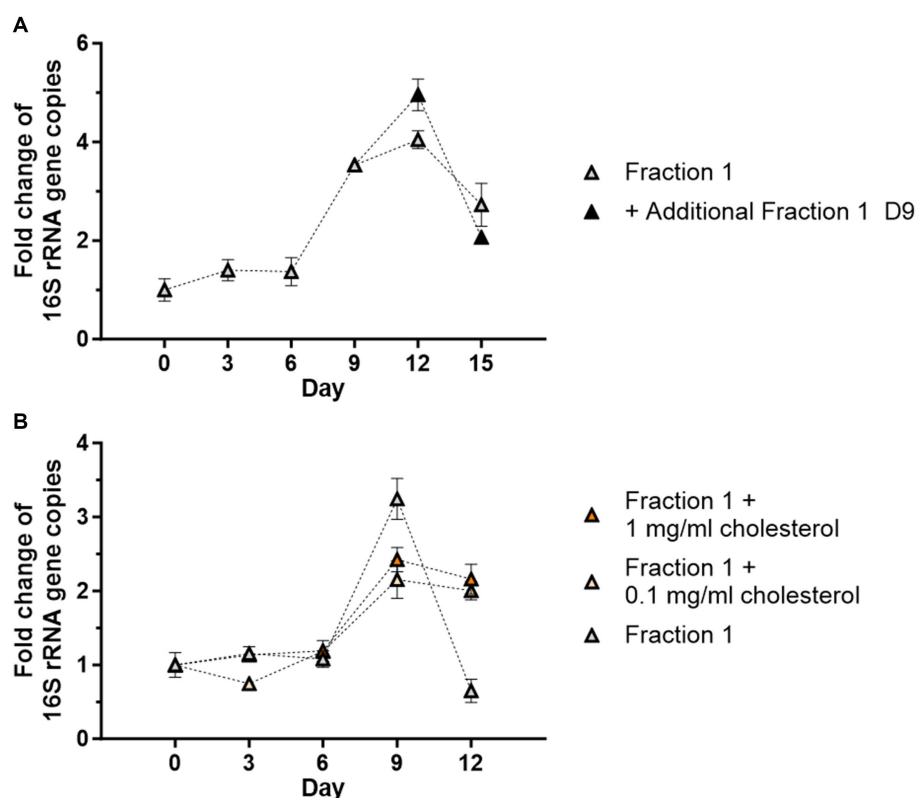 A
6
4
2
0
Fold change of
16S rRNA gene copies
0 3 6 9 12 15
Day
Fraction 1
+ Additional Fraction 1 D9
B
4
3
2
1
0
Fold change of
16S rRNA gene copies
0 3 6 9 12
Day
Fraction 1 +
1 mg/ml cholesterol
Fraction 1 +
0.1 mg/ml cholesterol
Fraction 1